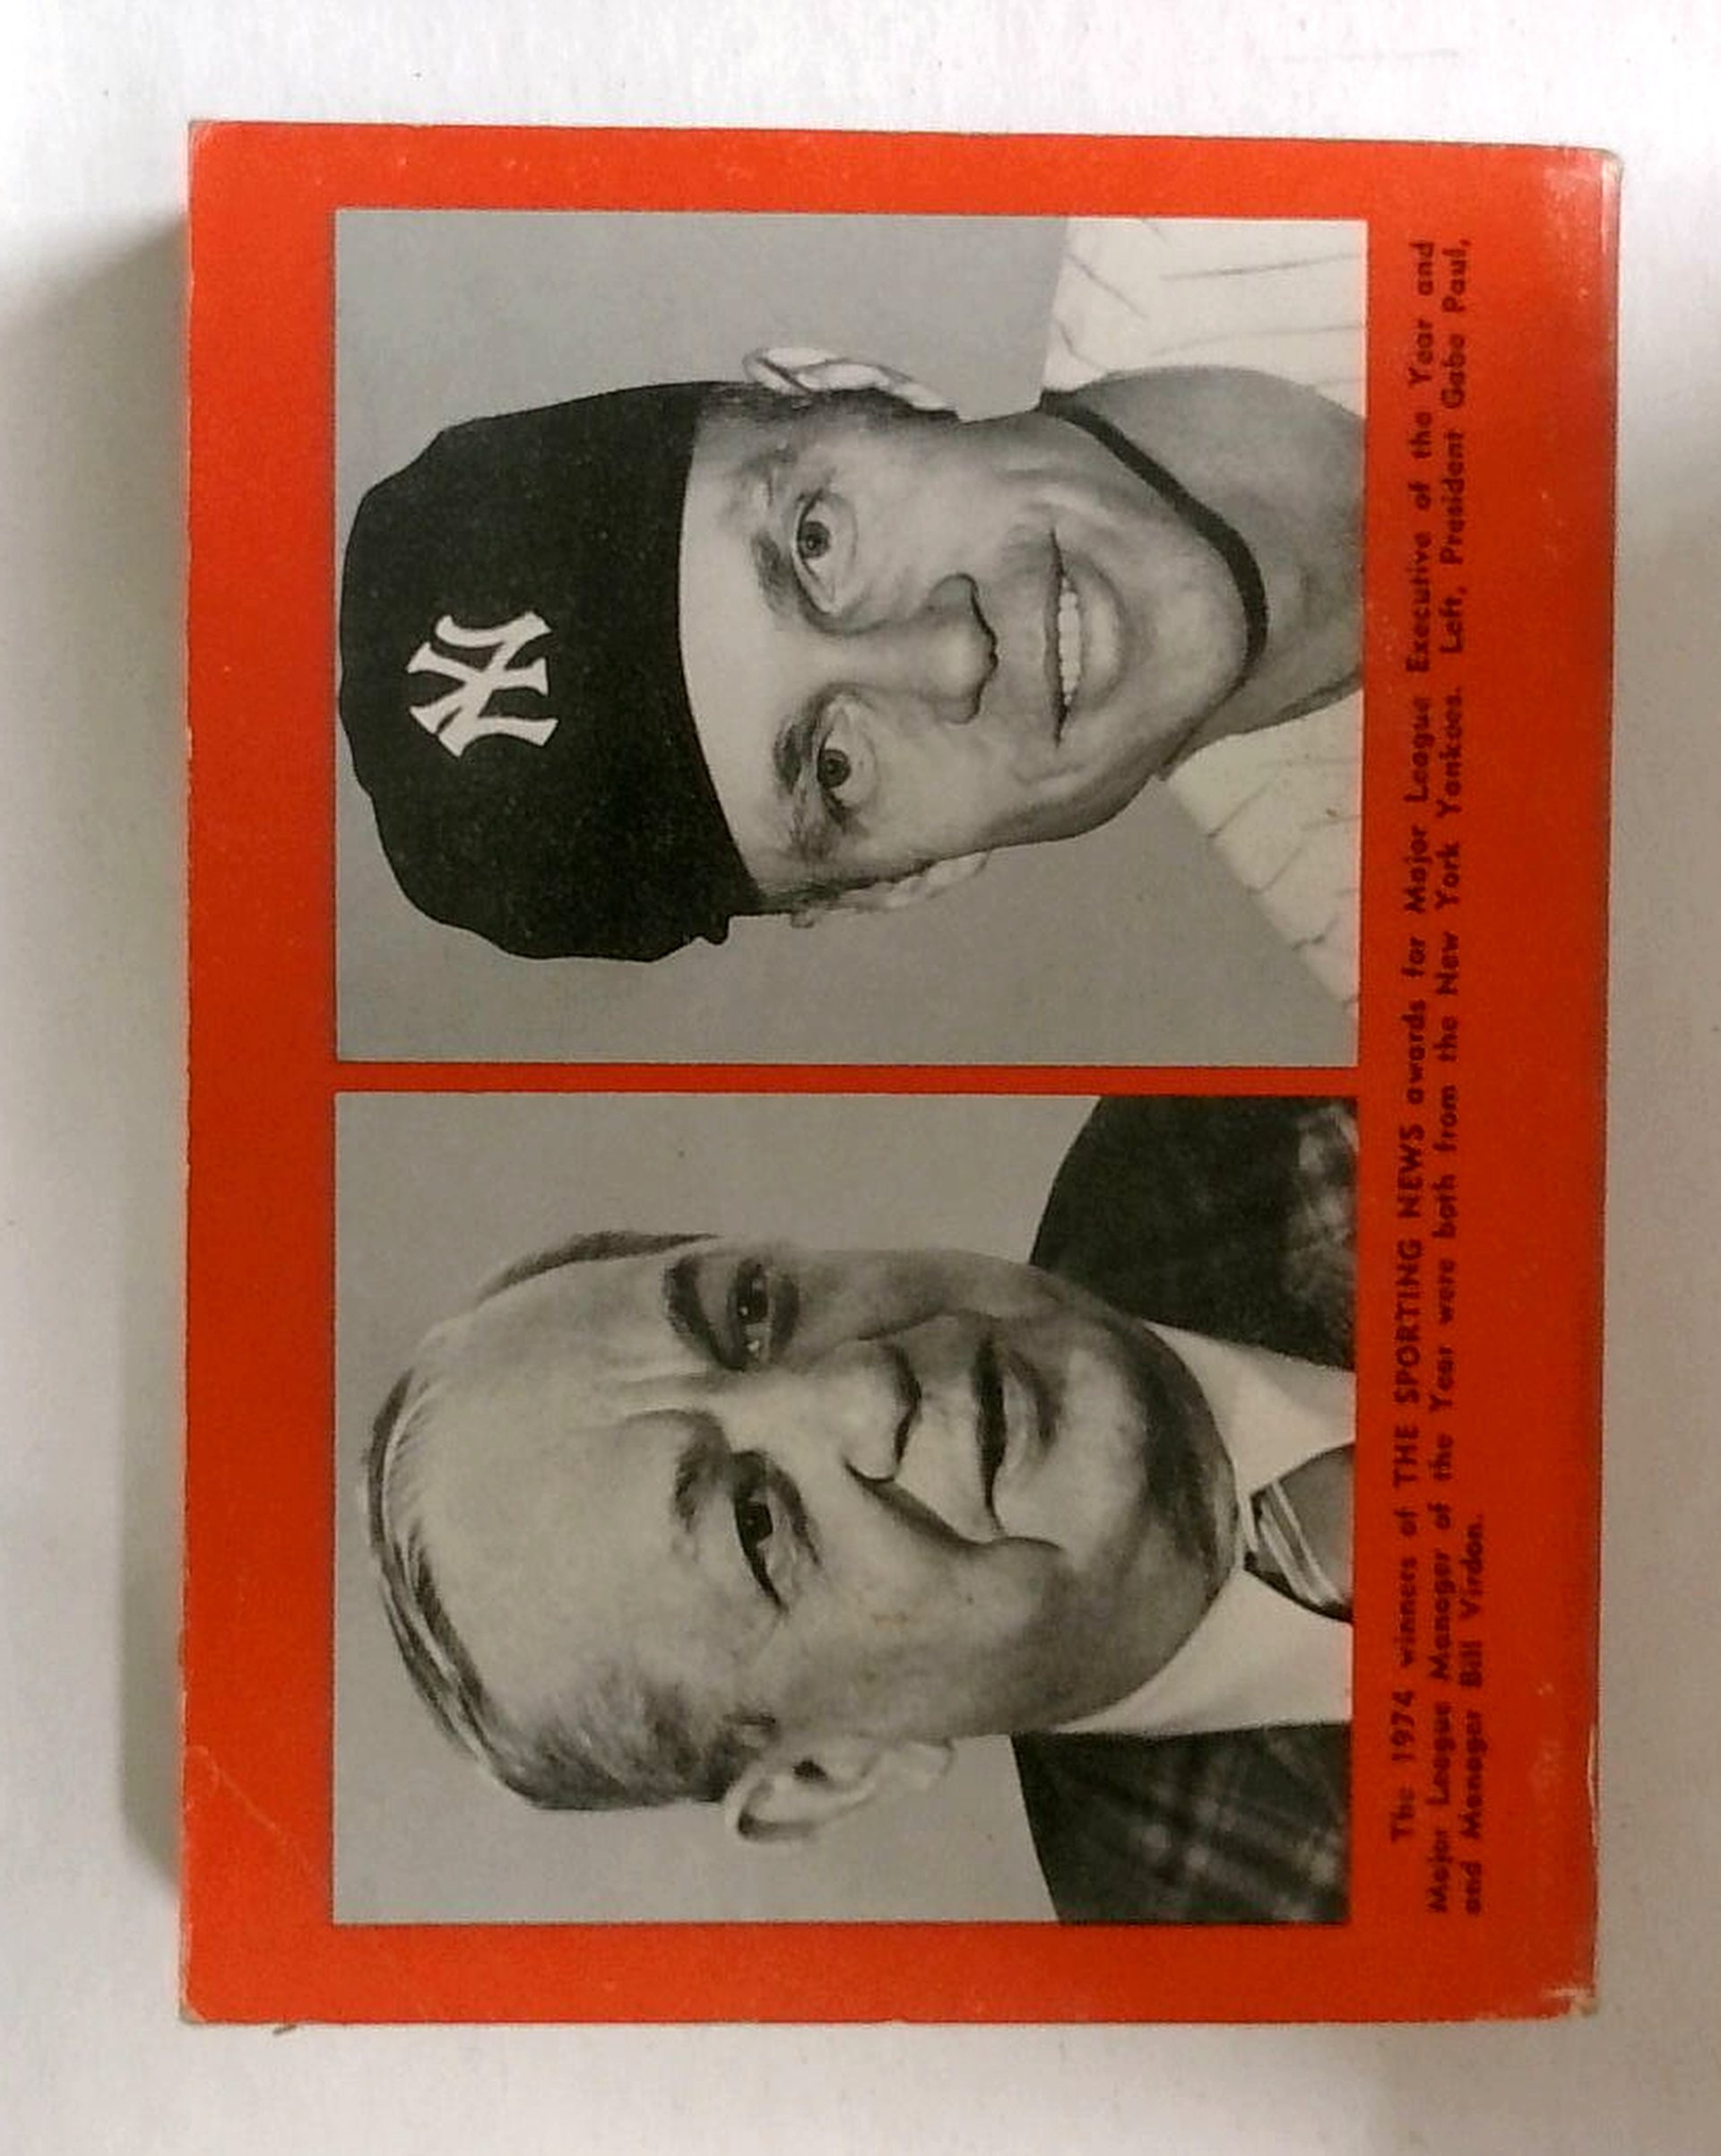 NY
The 1974 winners of THE SPORTING NEWS awards for Major League Executive of the Year and
Major League Manager of the Year were both from the New York Yankees. Left, President Gabe Paul,
and Manager Bill Virdon.